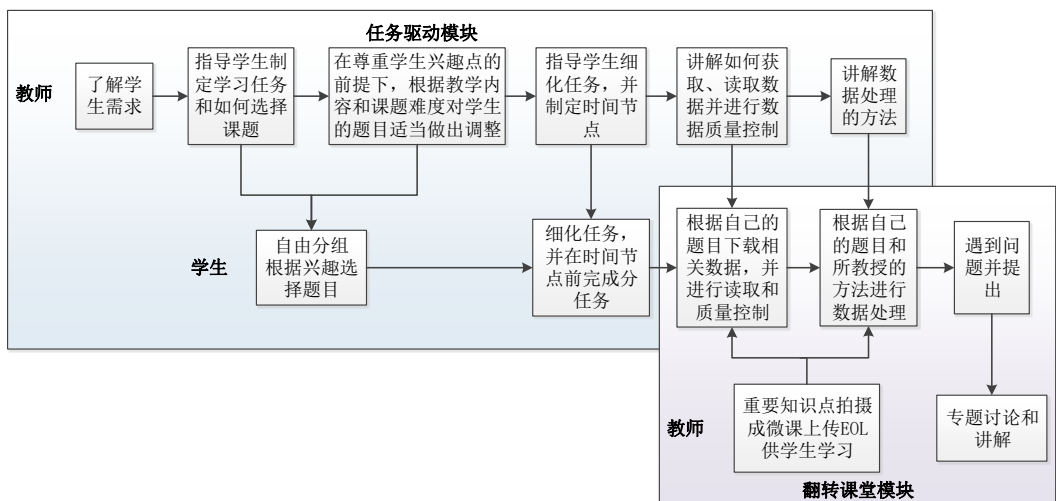 任务驱动模块
教师
了解学
生需求
指导学生制
定学习任务
和如何选择
课题
在尊重学生兴趣点的
前提下，根据教学内
容和课题难度对学生
的题目适当做出调整
指导学生细
化任务，并
制定时间节
点
讲解如何获
取、读取数
据并进行数
据质量控制
讲解数
据处理
的方法
学生
自由分组
根据兴趣选
择题目
细化任务，
并在时间节
点前完成分
任务
根据自己的
题目下载相
关数据，并
进行读取和
质量控制
根据自己
的题目和
所教授的
方法进行
数据处理
遇到问
题并提
出
教师
重要知识点拍摄
成微课上传EOL
供学生学习
专题讨论和
讲解
翻转课堂模块